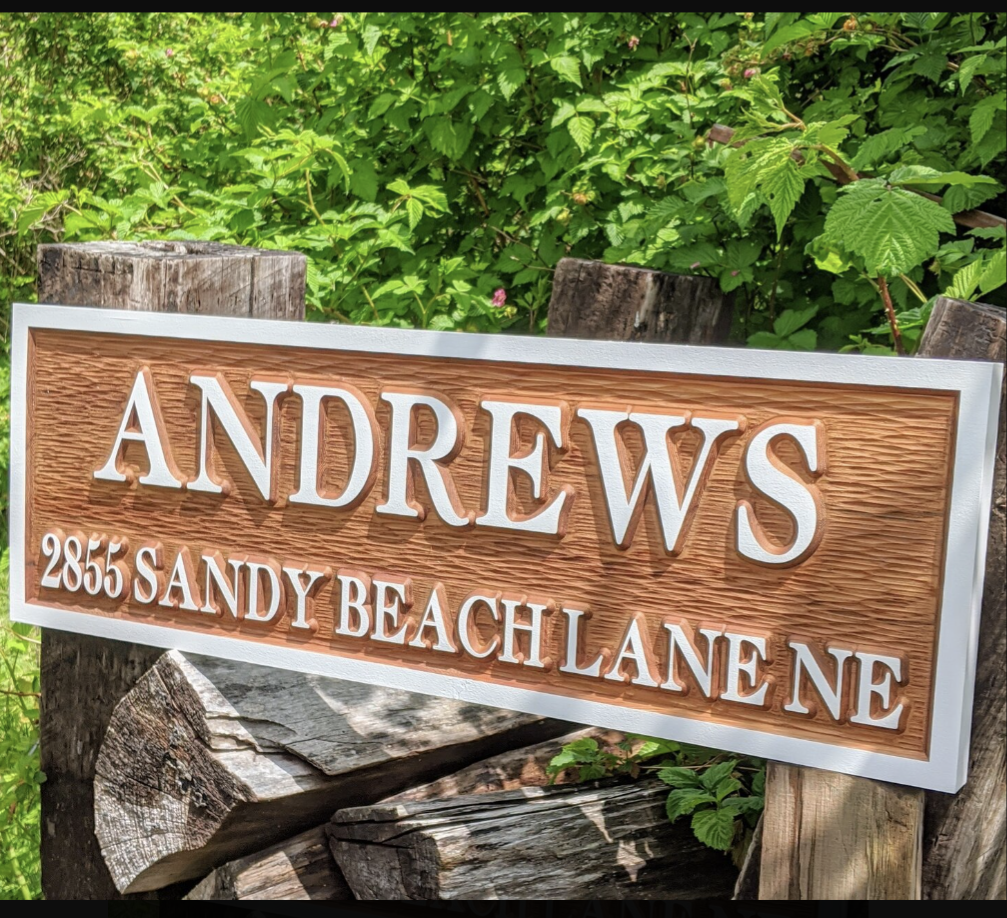 ANDREWS
2855 SANDY BEACH LANE NE